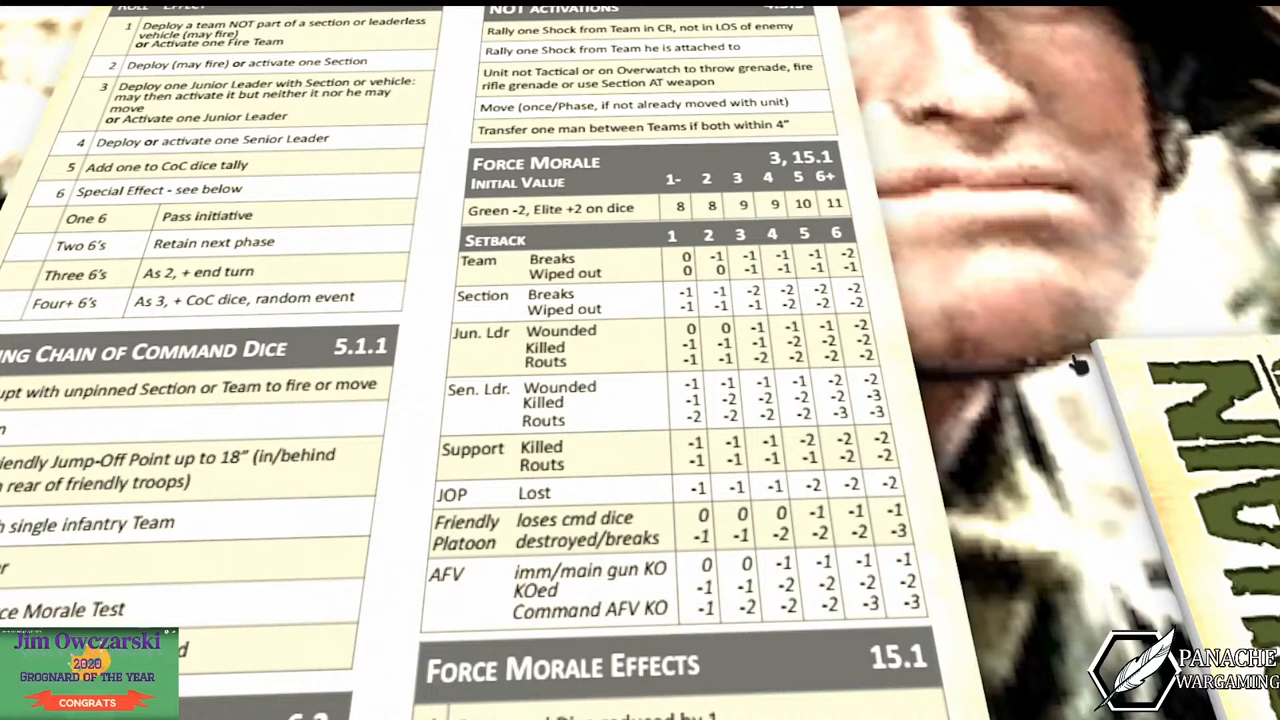 ROLL EFFECT
1 Deploy a team NOT part of a section or leaderless
vehicle (may fire)
or Activate one Fire Team
2 Deploy (may fire) or activate one Section
3 Deploy one Junior Leader with Section or vehicle:
may then activate it but neither it nor he may
move
or Activate one Junior Leader
4 Deploy or activate one Senior Leader
5 Add one to CoC dice tally
6 Special Effect - see below
One 6 Pass initiative
Two 6's Retain next phase
Three 6's As 2, + end turn
Four+ 6's As 3, + CoC dice, random event
ING CHAIN OF COMMAND DICE 5.1.1
upt with unpinned Section or Team to fire or move
n
iendly Jump-Off Point up to 18" (in/behind
rear of friendly troops)
h single infantry Team
r
ce Morale Test
d
NOT ACTIVATIONS
Rally one Shock from Team in CR, not in LOS of enemy
Rally one Shock from Team he is attached to
Unit not Tactical or on Overwatch to throw grenade, fire
rifle grenade or use Section AT weapon
Move (once/Phase, if not already moved with unit)
Transfer one man between Teams if both within 4"
FORCE MORALE 3, 15.1
INITIAL VALUE 1- 2 3 4 5 6+
Green -2, Elite +2 on dice 8 8 9 9 10 11
SETBACK 1 2 3 4 5 6
Team Breaks 0 -1 -1 -1 -1 -2
Wiped out 0 0 -1 -1 -1 -1
Section Breaks -1 -1 -2 -2 -2 -2
Wiped out -1 -1 -1 -2 -2 -2
Jun. Ldr Wounded 0 0 -1 -1 -1 -2
Killed -1 -1 -1 -2 -2 -2
Routs -1 -1 -2 -2 -2 -2
Sen. Ldr. Wounded -1 -1 -1 -1 -2 -2
Killed -1 -2 -2 -2 -2 -3
Routs -2 -2 -2 -2 -3 -3
Support Killed -1 -1 -1 -2 -2 -2
Routs -1 -1 -1 -1 -2 -2
JOP Lost -1 -1 -1 -2 -2 -2
Friendly loses cmd dice 0 0 0 -1 -1 -1
Platoon destroyed/breaks -1 -1 -2 -2 -2 -3
AFV imm/main gun KO 0 0 -1 -1 -1 -1
KOed -1 -1 -2 -2 -2 -2
Command AFV KO -1 -2 -2 -2 -3 -3
FORCE MORALE EFFECTS 15.1
Jim Owczarski
2020
GROGNARD OF THE YEAR
CONGRATS
PANACHE
WARGAMING